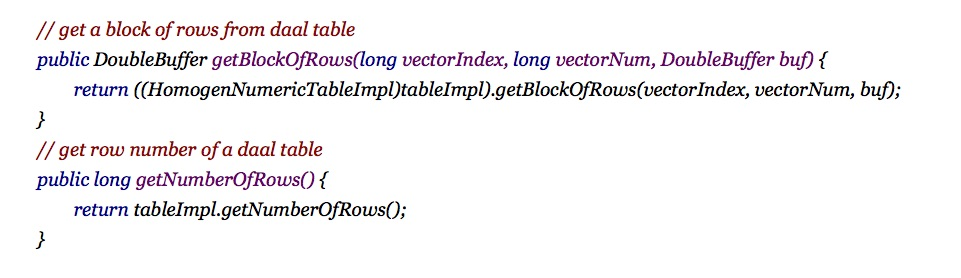 // get a block of rows from daal table
public DoubleBuffer getBlockOfRows(long vectorIndex, long vectorNum, DoubleBuffer buf) {
return ((HomogenNumericTableImpl)tableImpl).getBlockOfRows(vectorIndex, vectorNum, buf);
}
// get row number of a daal table
public long getNumberOfRows() {
return tableImpl.getNumberOfRows();
}